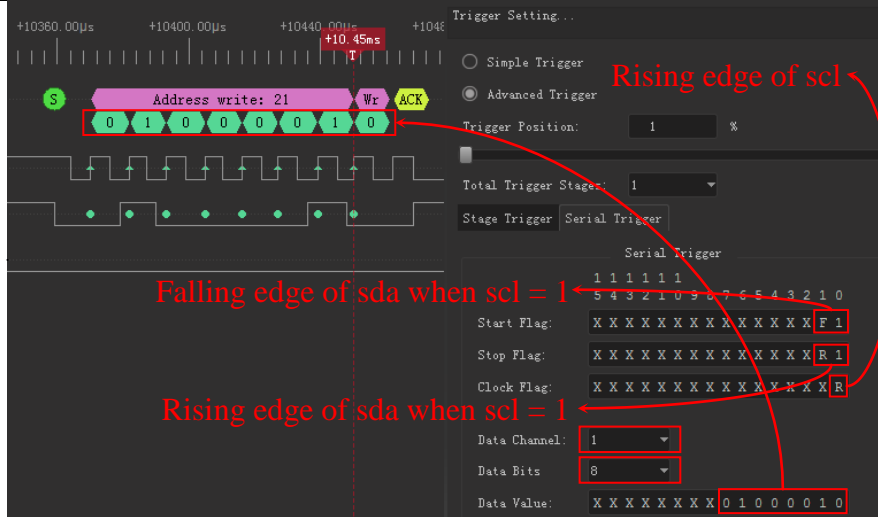 +10360.00μs +10400.00μs +10440.00μs
+10.45ms
T
S Address write: 21 Wr ACK
0 1 0 0 0 0 1 0
Trigger Setting...
Simple Trigger
Rising edge of scl
Advanced Trigger
Trigger Position: 1 %
Total Trigger Stages: 1
Stage Trigger Serial Trigger
Serial Trigger
1 1 1 1 1 1
5 4 3 2 1 0 9 8 7 6 5 4 3 2 1 0
Falling edge of sda when scl = 1
Start Flag: X X X X X X X X X X X X X X F 1
Stop Flag: X X X X X X X X X X X X X X R 1
Clock Flag: X X X X X X X X X X X X X X X R
Rising edge of sda when scl = 1
Data Channel: 1
Data Bits 8
Data Value: X X X X X X X X 0 1 0 0 0 0 1 0